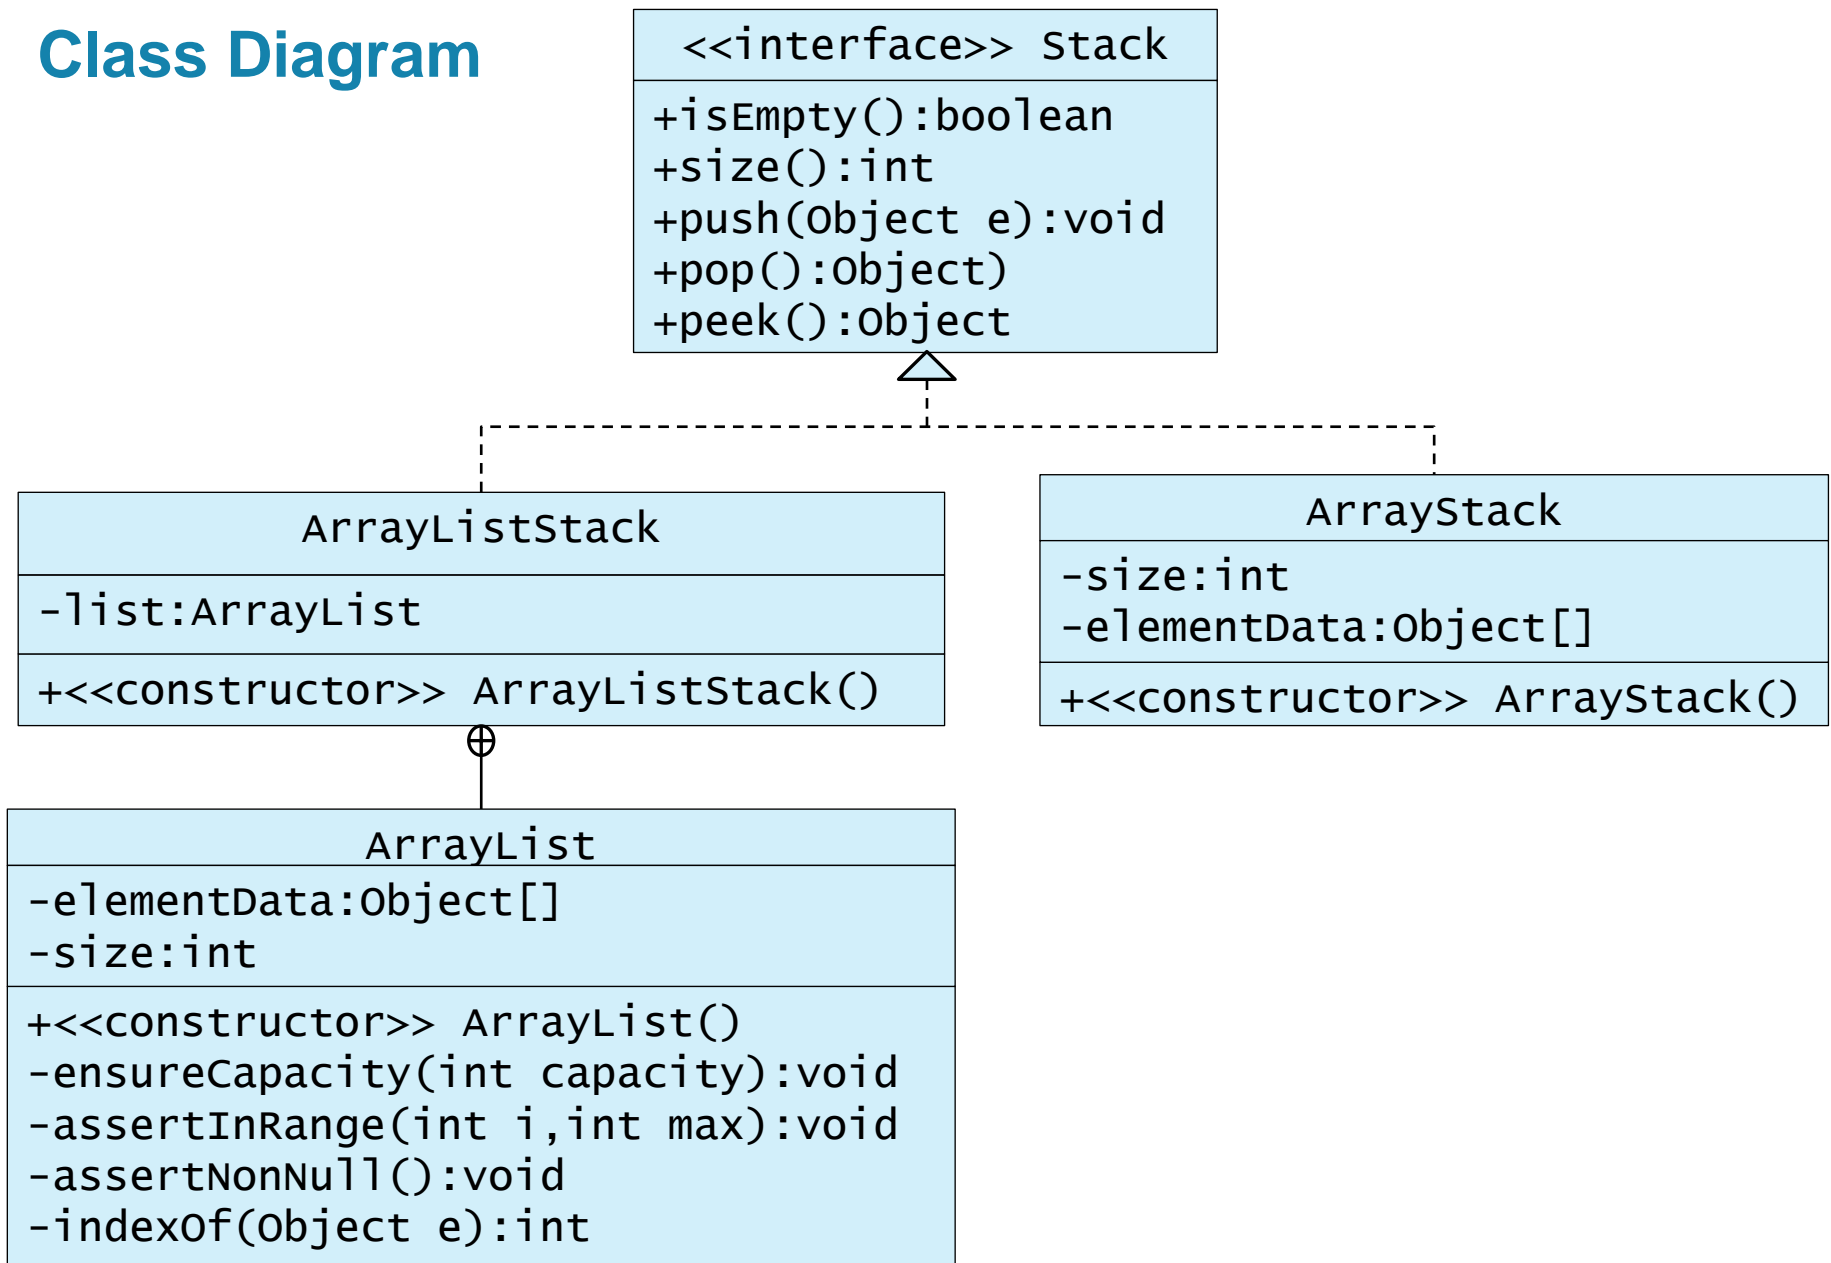 Class Diagram
<<interface>> Stack
+isEmpty():boolean
+size():int
+push(Object e):void
+pop():Object)
+peek():Object
ArrayListStack
-list:ArrayList
+<<constructor>> ArrayListStack()
ArrayStack
-size:int
-elementData:Object[]
+<<constructor>> ArrayStack()
ArrayList
-elementData:Object[]
-size:int
+<<constructor>> ArrayList()
-ensureCapacity(int capacity):void
-assertInRange(int i,int max):void
-assertNonNull():void
-indexOf(Object e):int